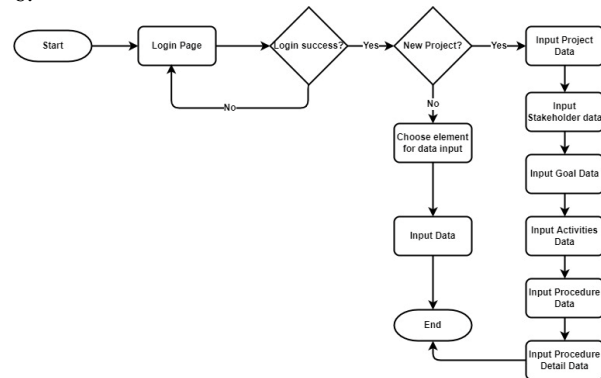 Start
Login Page
Login success?
Yes
New Project?
Yes
Input Project
Data
No
No
Input
Stakeholder data
Choose element
for data input
Input Goal Data
Input Data
Input Activities
Data
Input Procedure
Data
End
Input Procedure
Detail Data